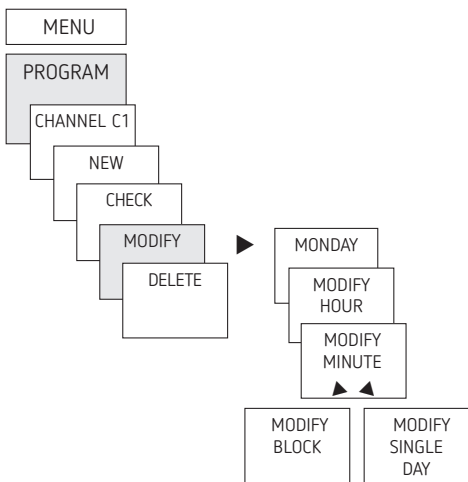 MENU
PROGRAM
CHANNEL C1
NEW
CHECK
MODIFY
DELETE
MONDAY
MODIFY
HOUR
MODIFY
MINUTE
MODIFY
BLOCK
MODIFY
SINGLE
DAY